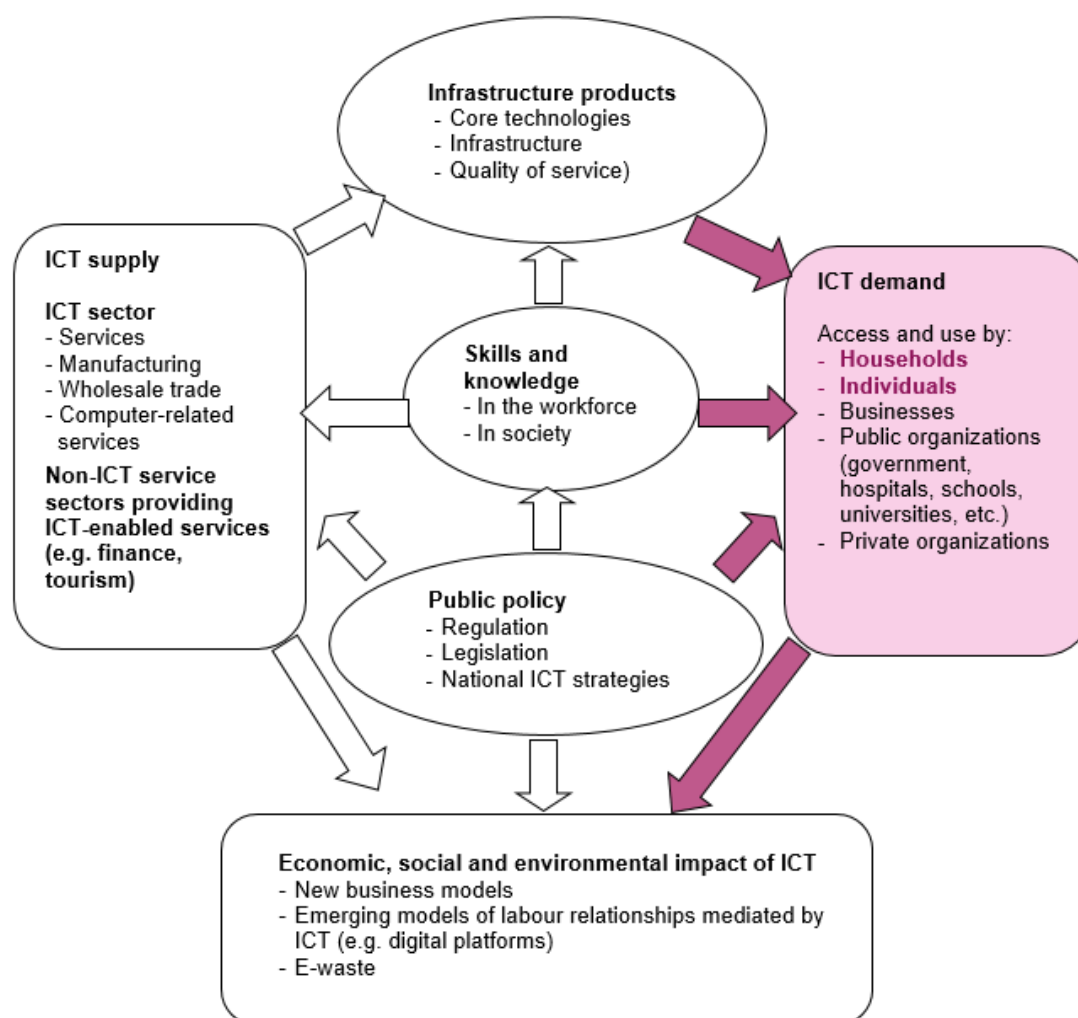 Infrastructure products
- Core technologies
- Infrastructure
- Quality of service)
ICT supply
ICT sector
- Services
- Manufacturing
- Wholesale trade
- Computer-related
services
Non-ICT service
sectors providing
ICT-enabled services
(e.g. finance,
tourism)
Skills and
knowledge
- In the workforce
- In society
ICT demand
Access and use by:
- Households
- Individuals
- Businesses
- Public organizations
(government,
hospitals, schools,
universities, etc.)
- Private organizations
Public policy
- Regulation
- Legislation
- National ICT strategies
Economic, social and environmental impact of ICT
- New business models
- Emerging models of labour relationships mediated by
ICT (e.g. digital platforms)
- E-waste